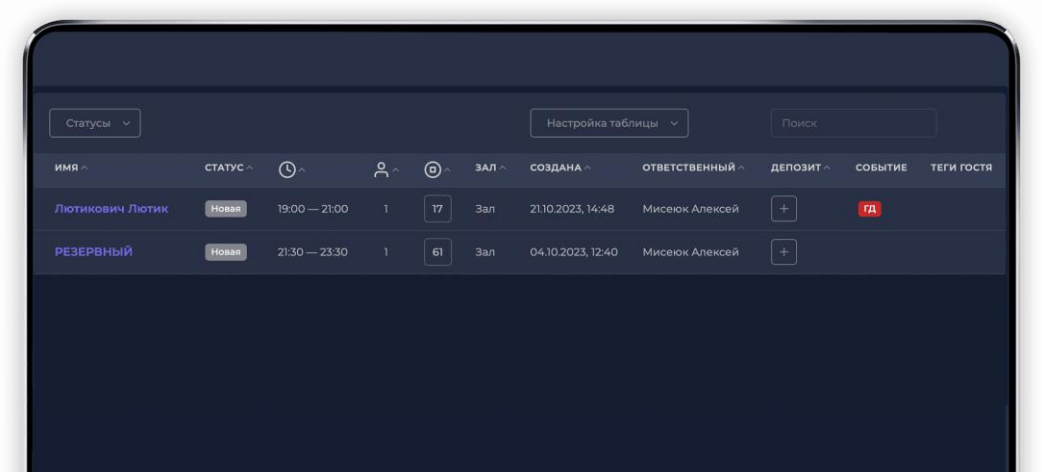 Статусы Настройка таблицы Поиск
ИМЯ СТАТУС ЗАЛ СОЗДАНА ОТВЕТСТВЕННЫЙ ДЕПОЗИТ СОБЫТИЕ ТЕГИ ГОСТЯ
Лютикович Лютик Новая 19:00 — 21:00 1 17 Зал 21.10.2023, 14:48 Мисеюк Алексей + ГД
РЕЗЕРВНЫЙ Новая 21:30 — 23:30 1 61 Зал 04.10.2023, 12:40 Мисеюк Алексей +